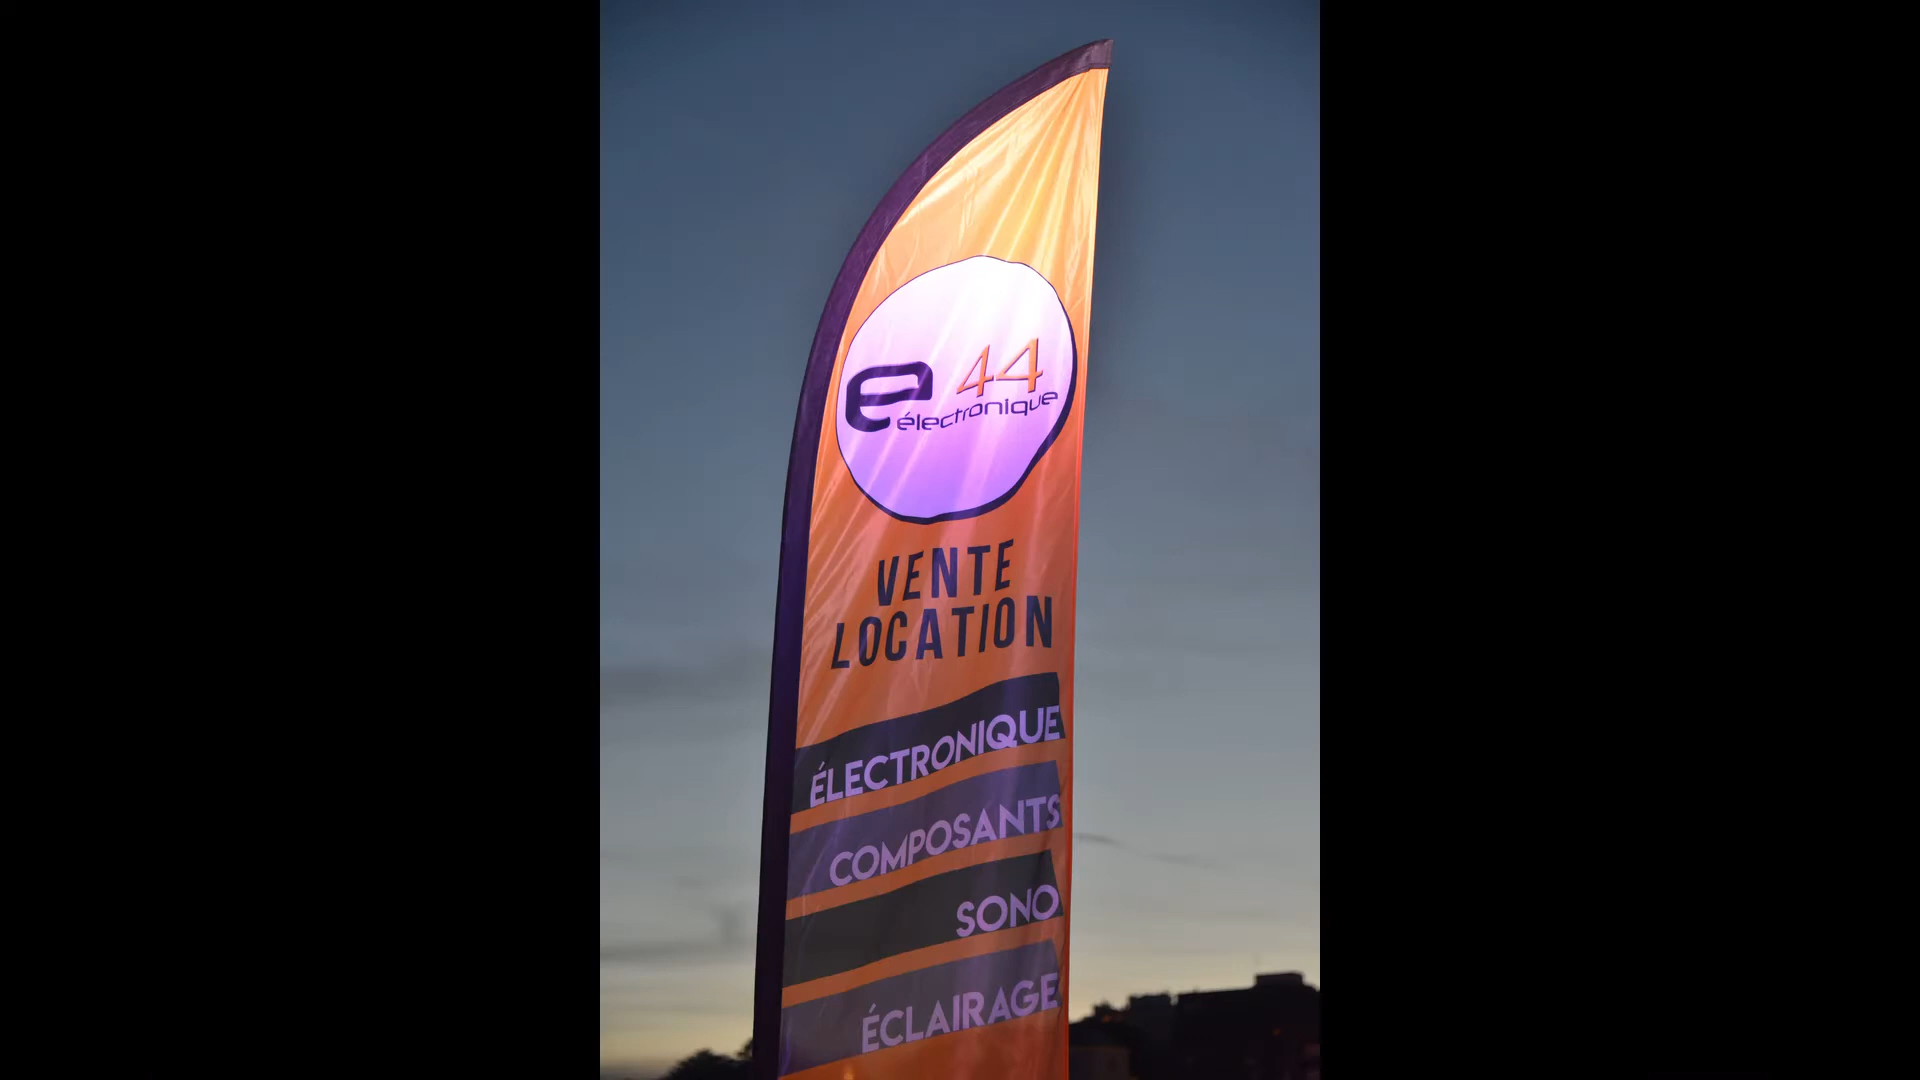 e 44
électronique
VENTE
LOCATION
ÉLECTRONIQUE
COMPOSANTS
SONO
ÉCLAIRAGE